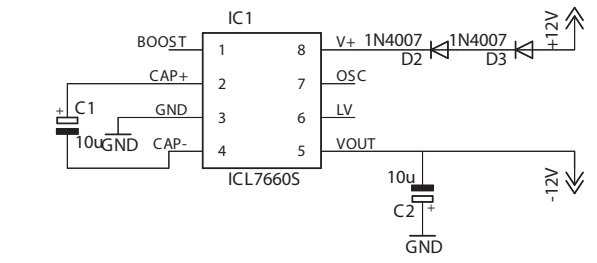 IC1
BOOST 1 8 V+ 1N4007 1N4007 +12V
D2 D3
CAP+ 2 7 OSC
+ C1
GND 3 6 LV
10u GND
CAP- 4 5 VOUT
ICL7660S
10u -12V
C2 +
GND